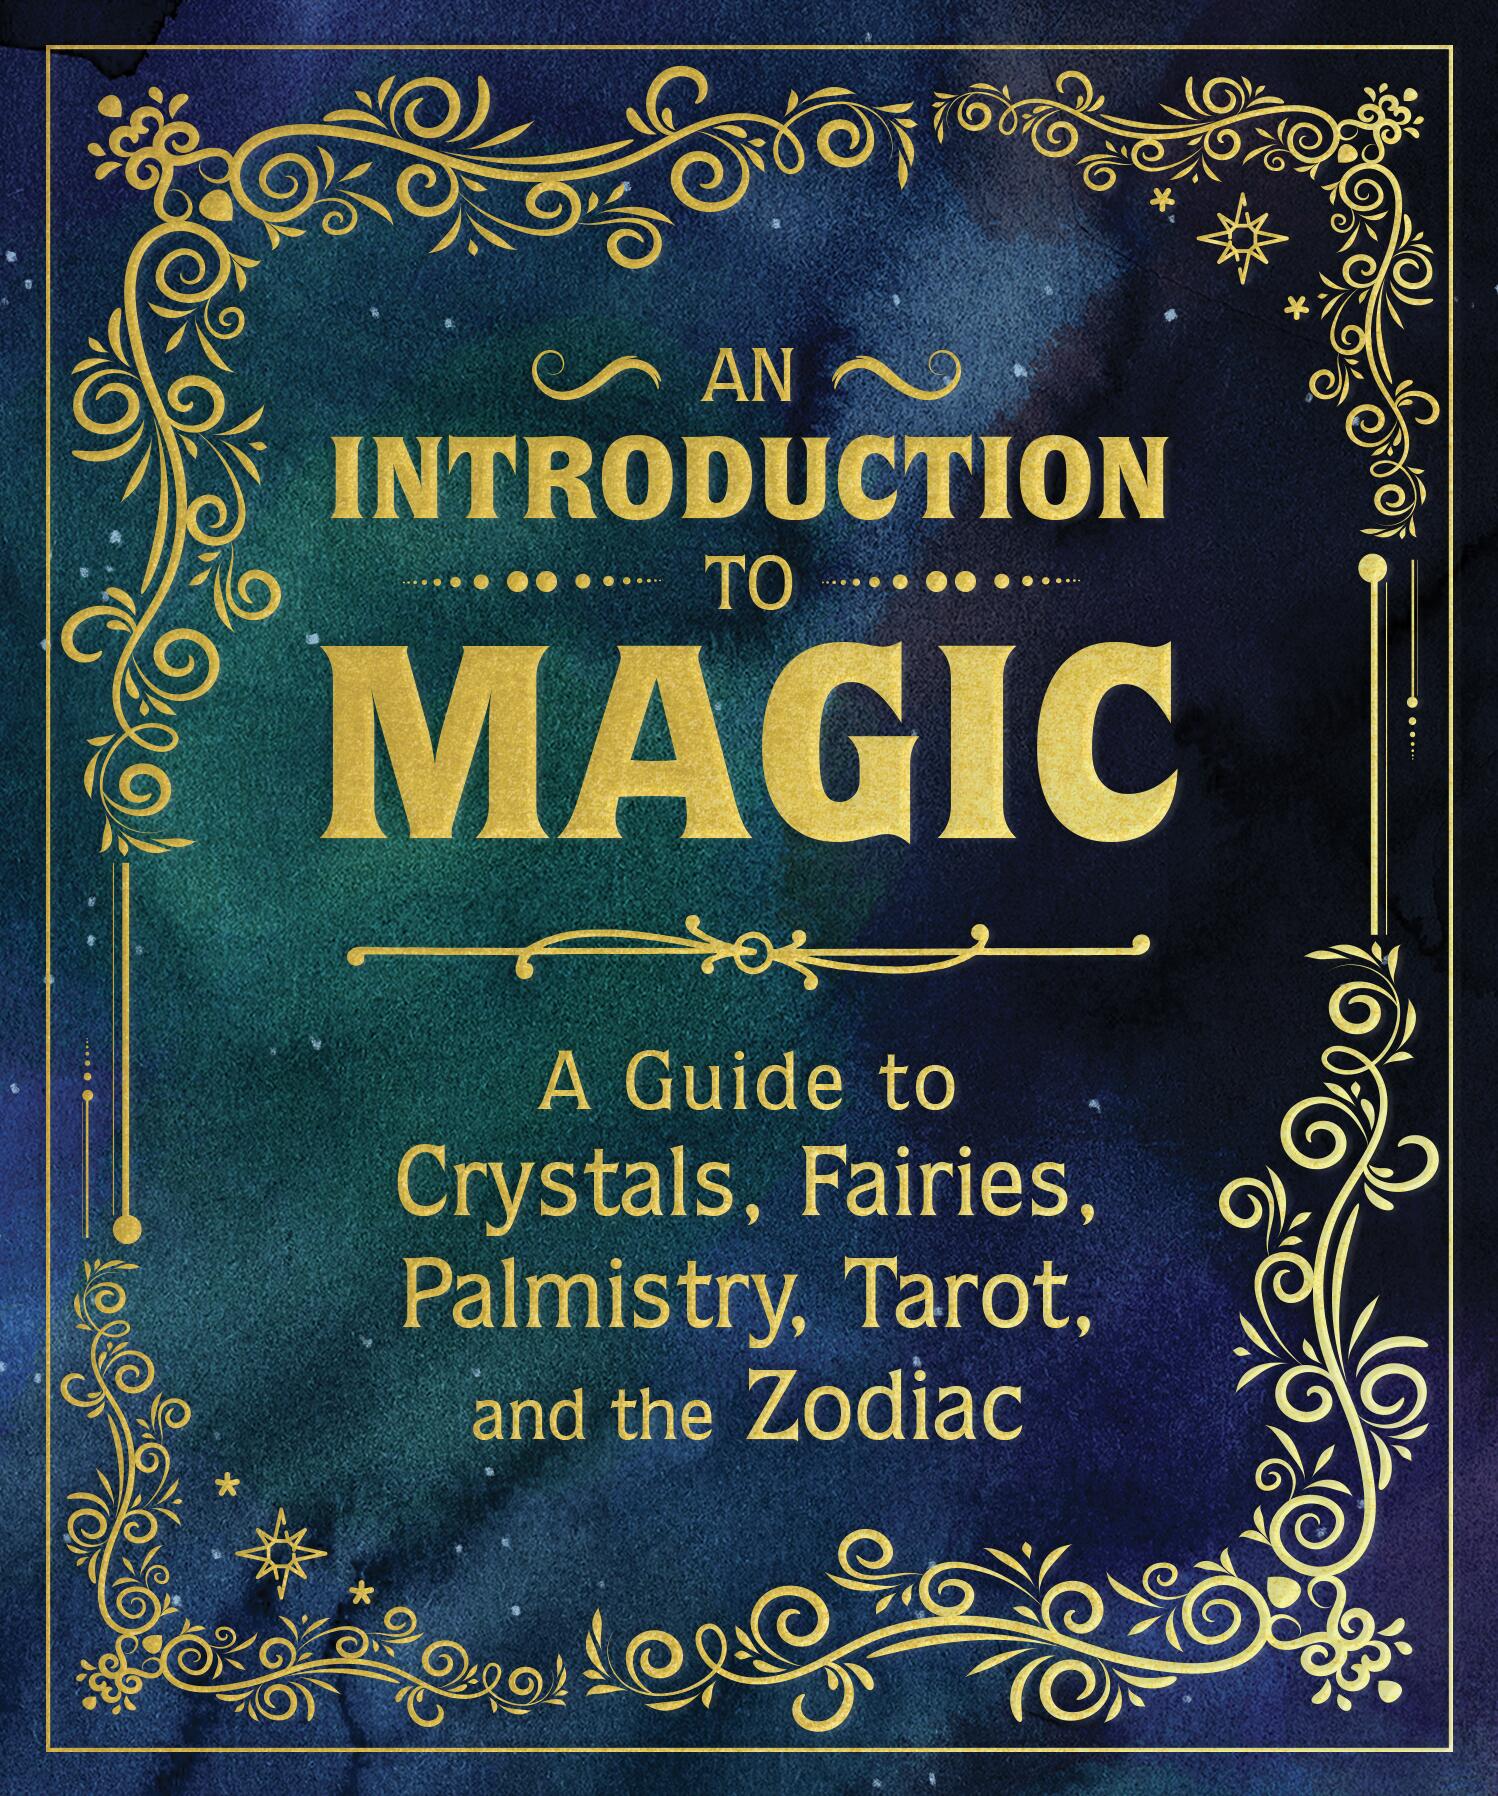 AN
INTRODUCTION
TO
MAGIC
A Guide to
Crystals, Fairies,
Palmistry, Tarot,
and the Zodiac